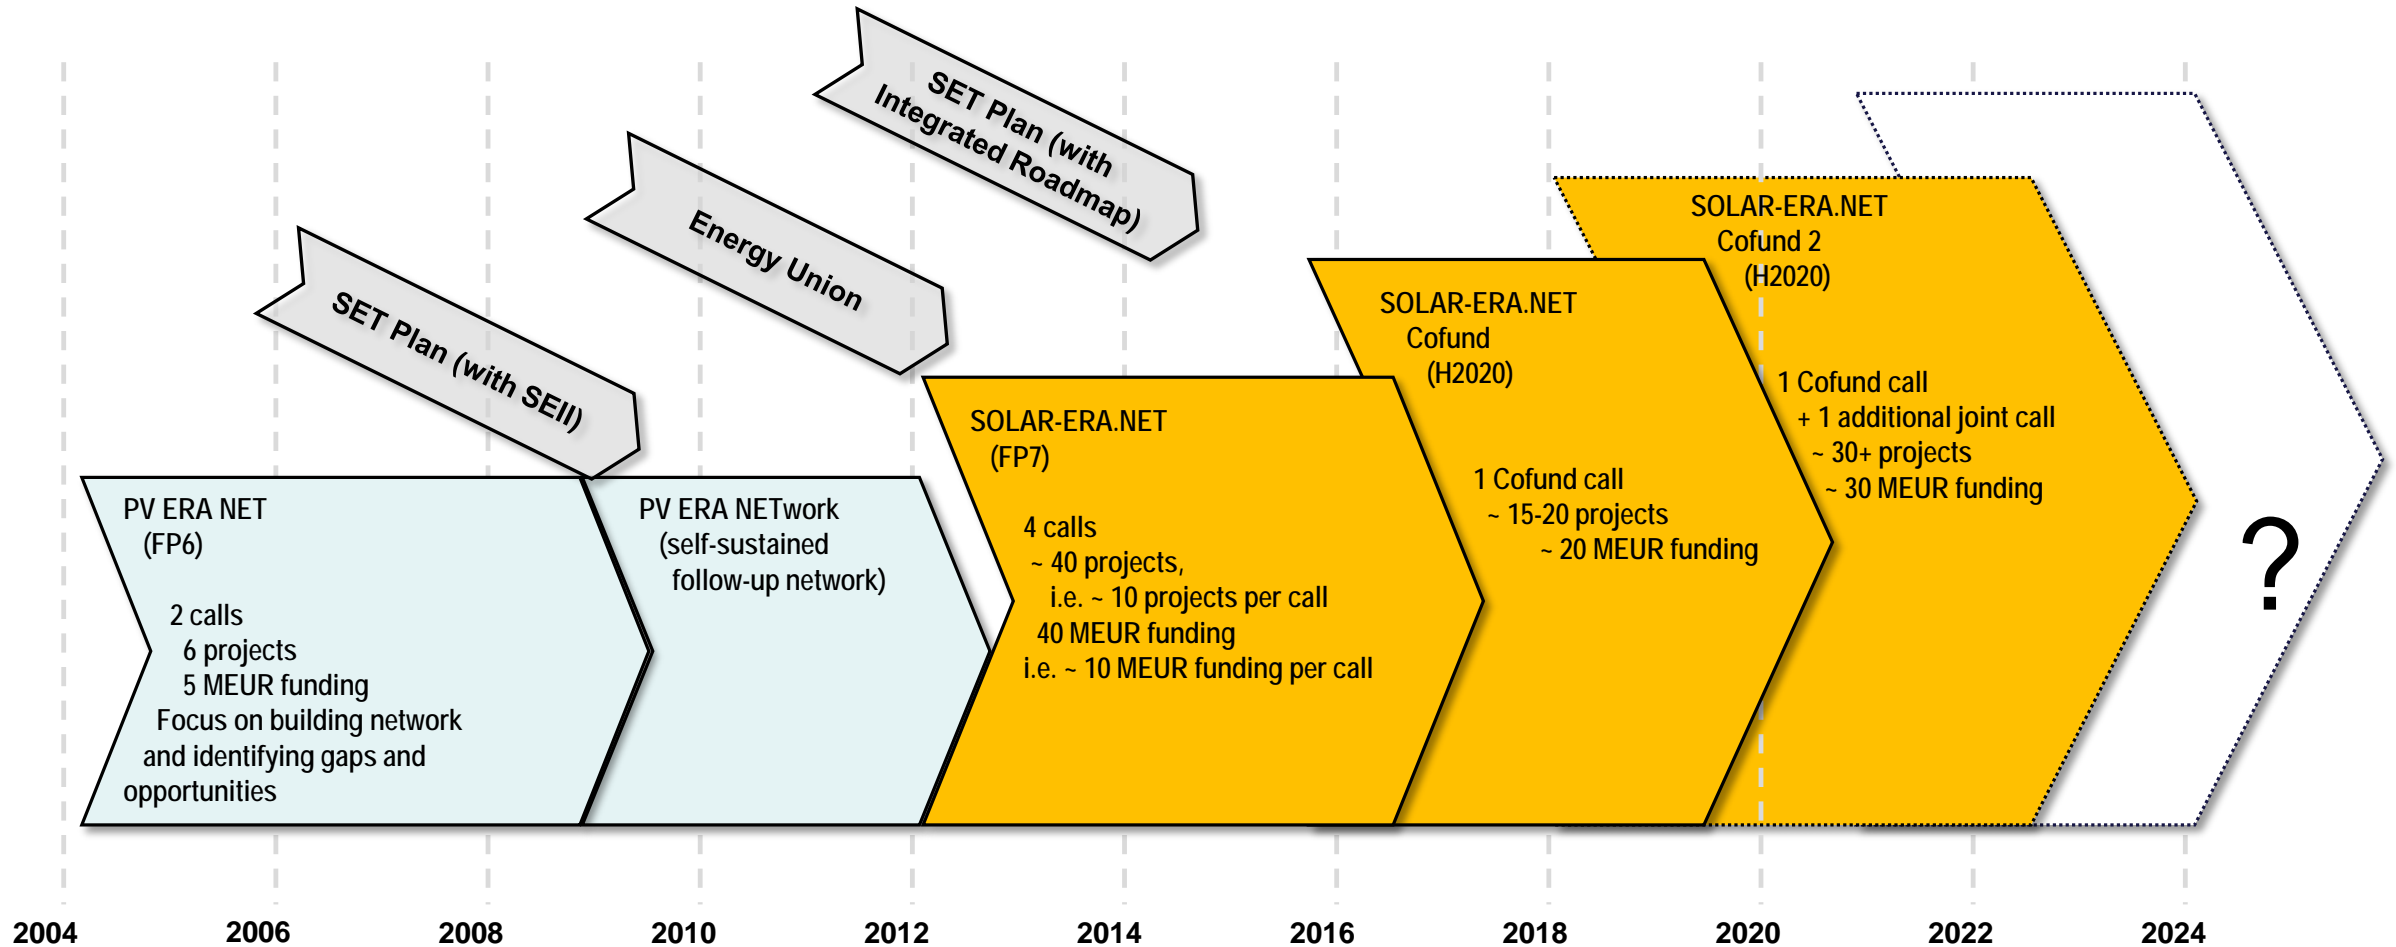 SET Plan (with
Integrated Roadmap)
Energy Union
SET Plan (with SEII)
PV ERA NET
(FP6)
2 calls
6 projects
5 MEUR funding
Focus on building network
and identifying gaps and
opportunities
PV ERA NETwork
(self-sustained
follow-up network)
SOLAR-ERA.NET
(FP7)
4 calls
~ 40 projects,
i.e. ~ 10 projects per call
40 MEUR funding
i.e. ~ 10 MEUR funding per call
SOLAR-ERA.NET
Cofund
(H2020)
1 Cofund call
~ 15-20 projects
~ 20 MEUR funding
SOLAR-ERA.NET
Cofund 2
(H2020)
1 Cofund call
+ 1 additional joint call
~ 30+ projects
~ 30 MEUR funding
?
2004 2006 2008 2010 2012 2014 2016 2018 2020 2022 2024